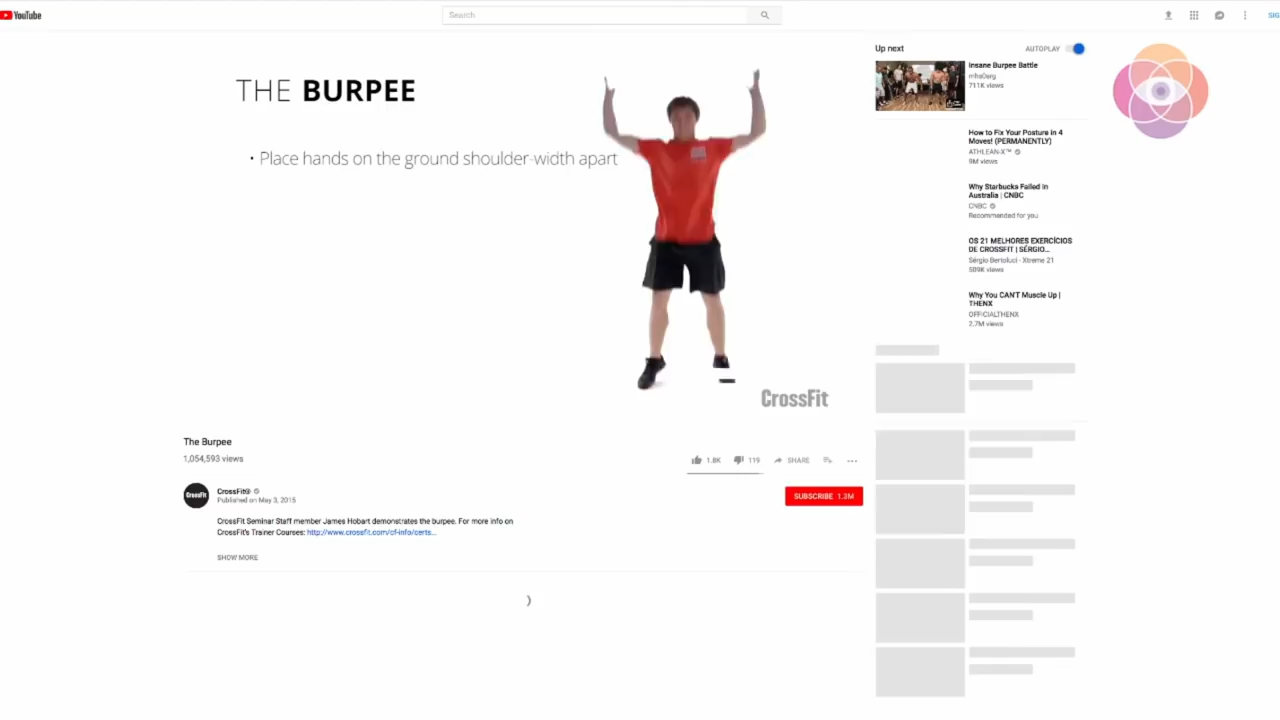 YouTube
Search
SIG
THE BURPEE
• Place hands on the ground shoulder-width apart
CrossFit
The Burpee
1,054,593 views
1.8K
119
SHARE
CrossFit
CrossFit®
Published on May 3, 2015
SUBSCRIBE 1.3M
CrossFit Seminar Staff member James Hobart demonstrates the burpee. For more info on
CrossFit's Trainer Courses: http://www.crossfit.com/cf-info/certs...
SHOW MORE
Up next
AUTOPLAY
Insane Burpee Battle
711K views
How to Fix Your Posture in 4
Moves! (PERMANENTLY)
ATHLEAN-X™
9M views
Why Starbucks Failed In
Australia | CNBC
CNBC
Recommended for you
OS 21 MELHORES EXERCÍCIOS
DE CROSSFIT | SÉRGIO...
Sérgio Bertoluci - Xtreme 21
589K views
Why You CAN'T Muscle Up |
THENX
OFFICIALTHENX
2.7M views